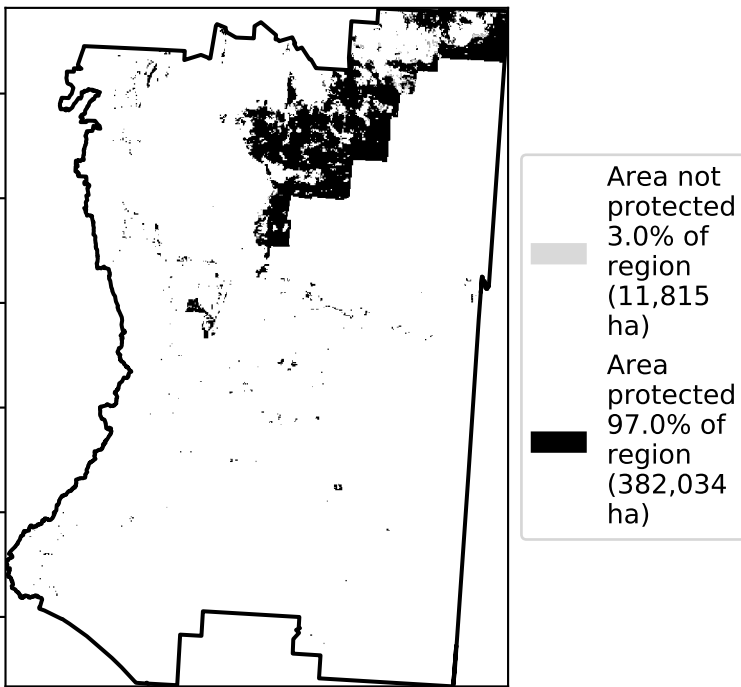 Area not
protected
3.0% of
region
(11,815
ha)
Area
protected
97.0% of
region
(382,034
ha)